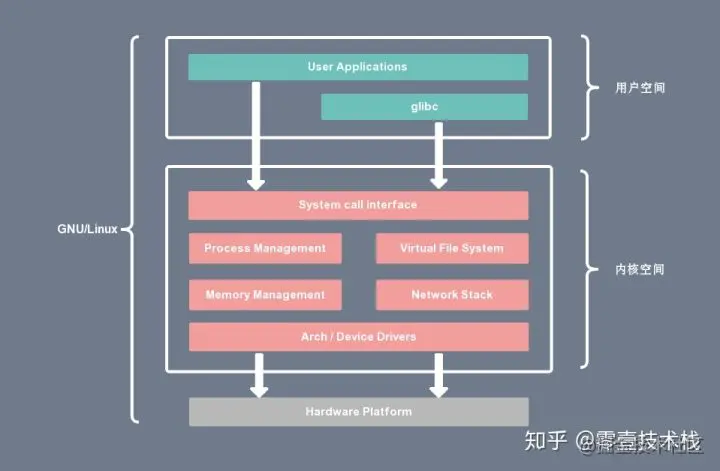 User Applications
glibc
用户空间
System call interface
GNU/Linux
Process Management
Virtual File System
内核空间
Memory Management
Network Stack
Arch / Device Drivers
Hardware Platform
知乎 @零壹技术栈